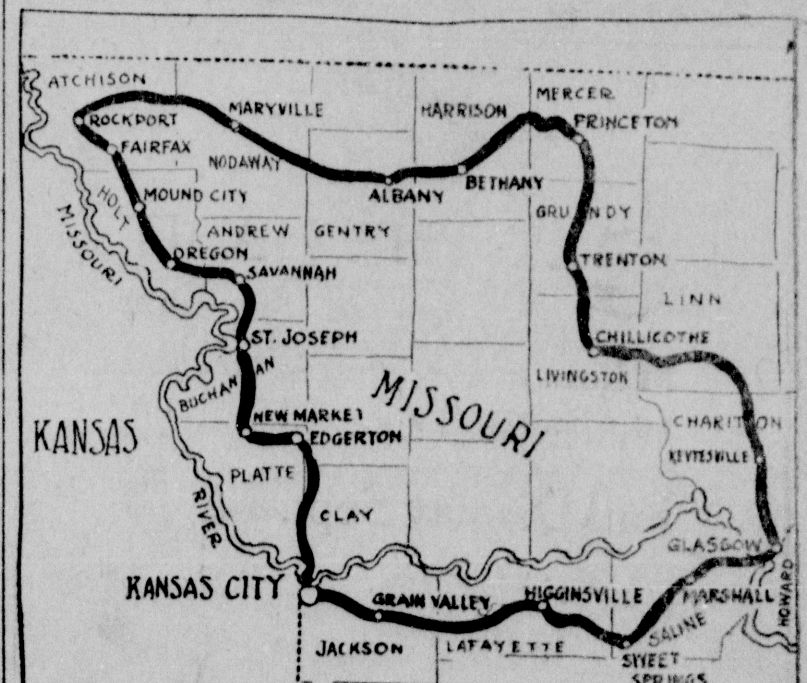 ATCHISON
MERCER
ROCKPORT
MARYVILLE
HARRISON
PRINCETON
FAIRFAX
NODAWAY
BETHANY
ALBANY
MOUND CITY
HOLT
GRUNDY
MISSOURI
ANDREW
GENTRY
OREGON
SAVANNAH
TRENTON
LINN
ST. JOSEPH
CHILLICOTHE
BUCHANAN
LIVINGSTON
MISSOURI
NEW MARKET
CHARITON
KANSAS
EDGERTON
KEYTESVILLE
PLATTE
RIVER
CLAY
GLASGOW
KANSAS CITY
GRAIN VALLEY
HIGGINSVILLE
MARSHALL
HOWARD
SALINE
JACKSON
LAFAYETTE
SWEET
SPRINGS